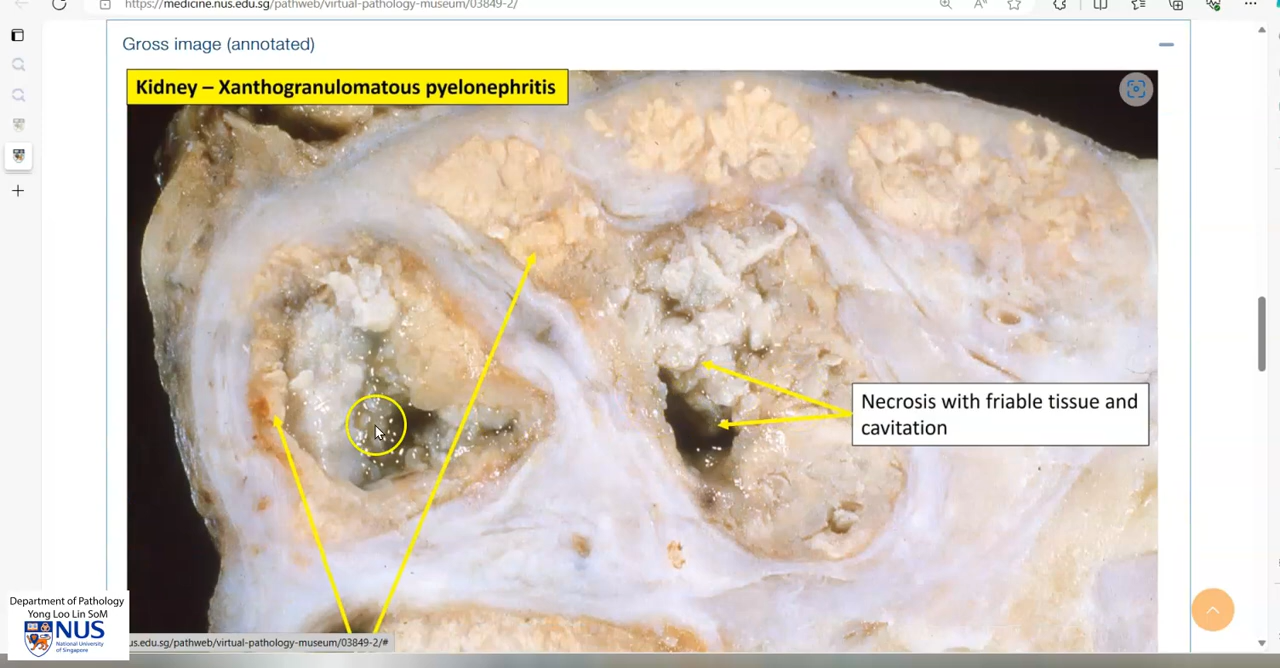 https://medicine.nus.edu.sg/pathweb/virtual-pathology-museum/03849-2/
Gross image (annotated)
Kidney – Xanthogranulomatous pyelonephritis
Necrosis with friable tissue and
cavitation
Department of Pathology
Yong Loo Lin SoM
NUS
National University
of Singapore
us.edu.sg/pathweb/virtual-pathology-museum/03849-2/#